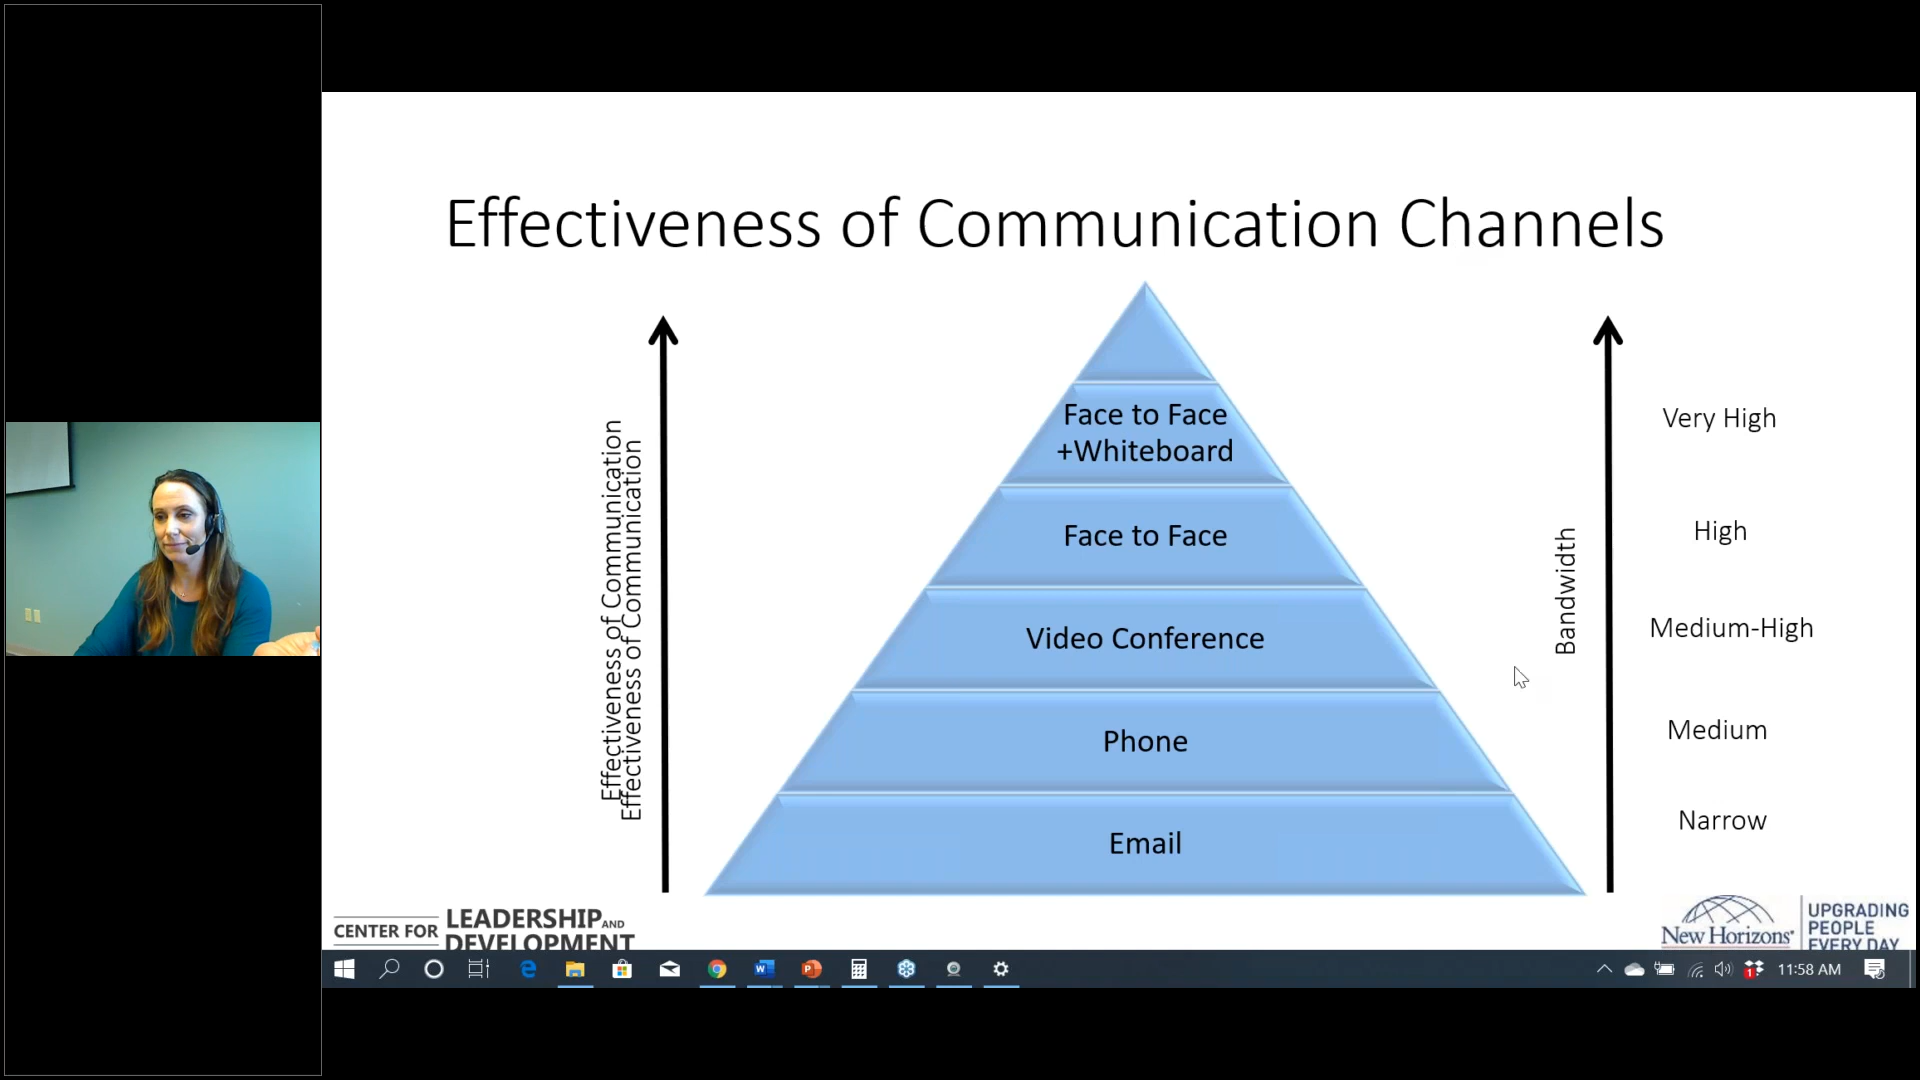 Effectiveness of Communication Channels
Effectiveness of Communication
Effectiveness of Communication
Face to Face
+Whiteboard
Face to Face
Video Conference
Phone
Email
Bandwidth
Very High
High
Medium-High
Medium
Narrow
CENTER FOR LEADERSHIP AND
DEVELOPMENT
New Horizons®
UPGRADING
PEOPLE
EVERY DAY
11:58 AM